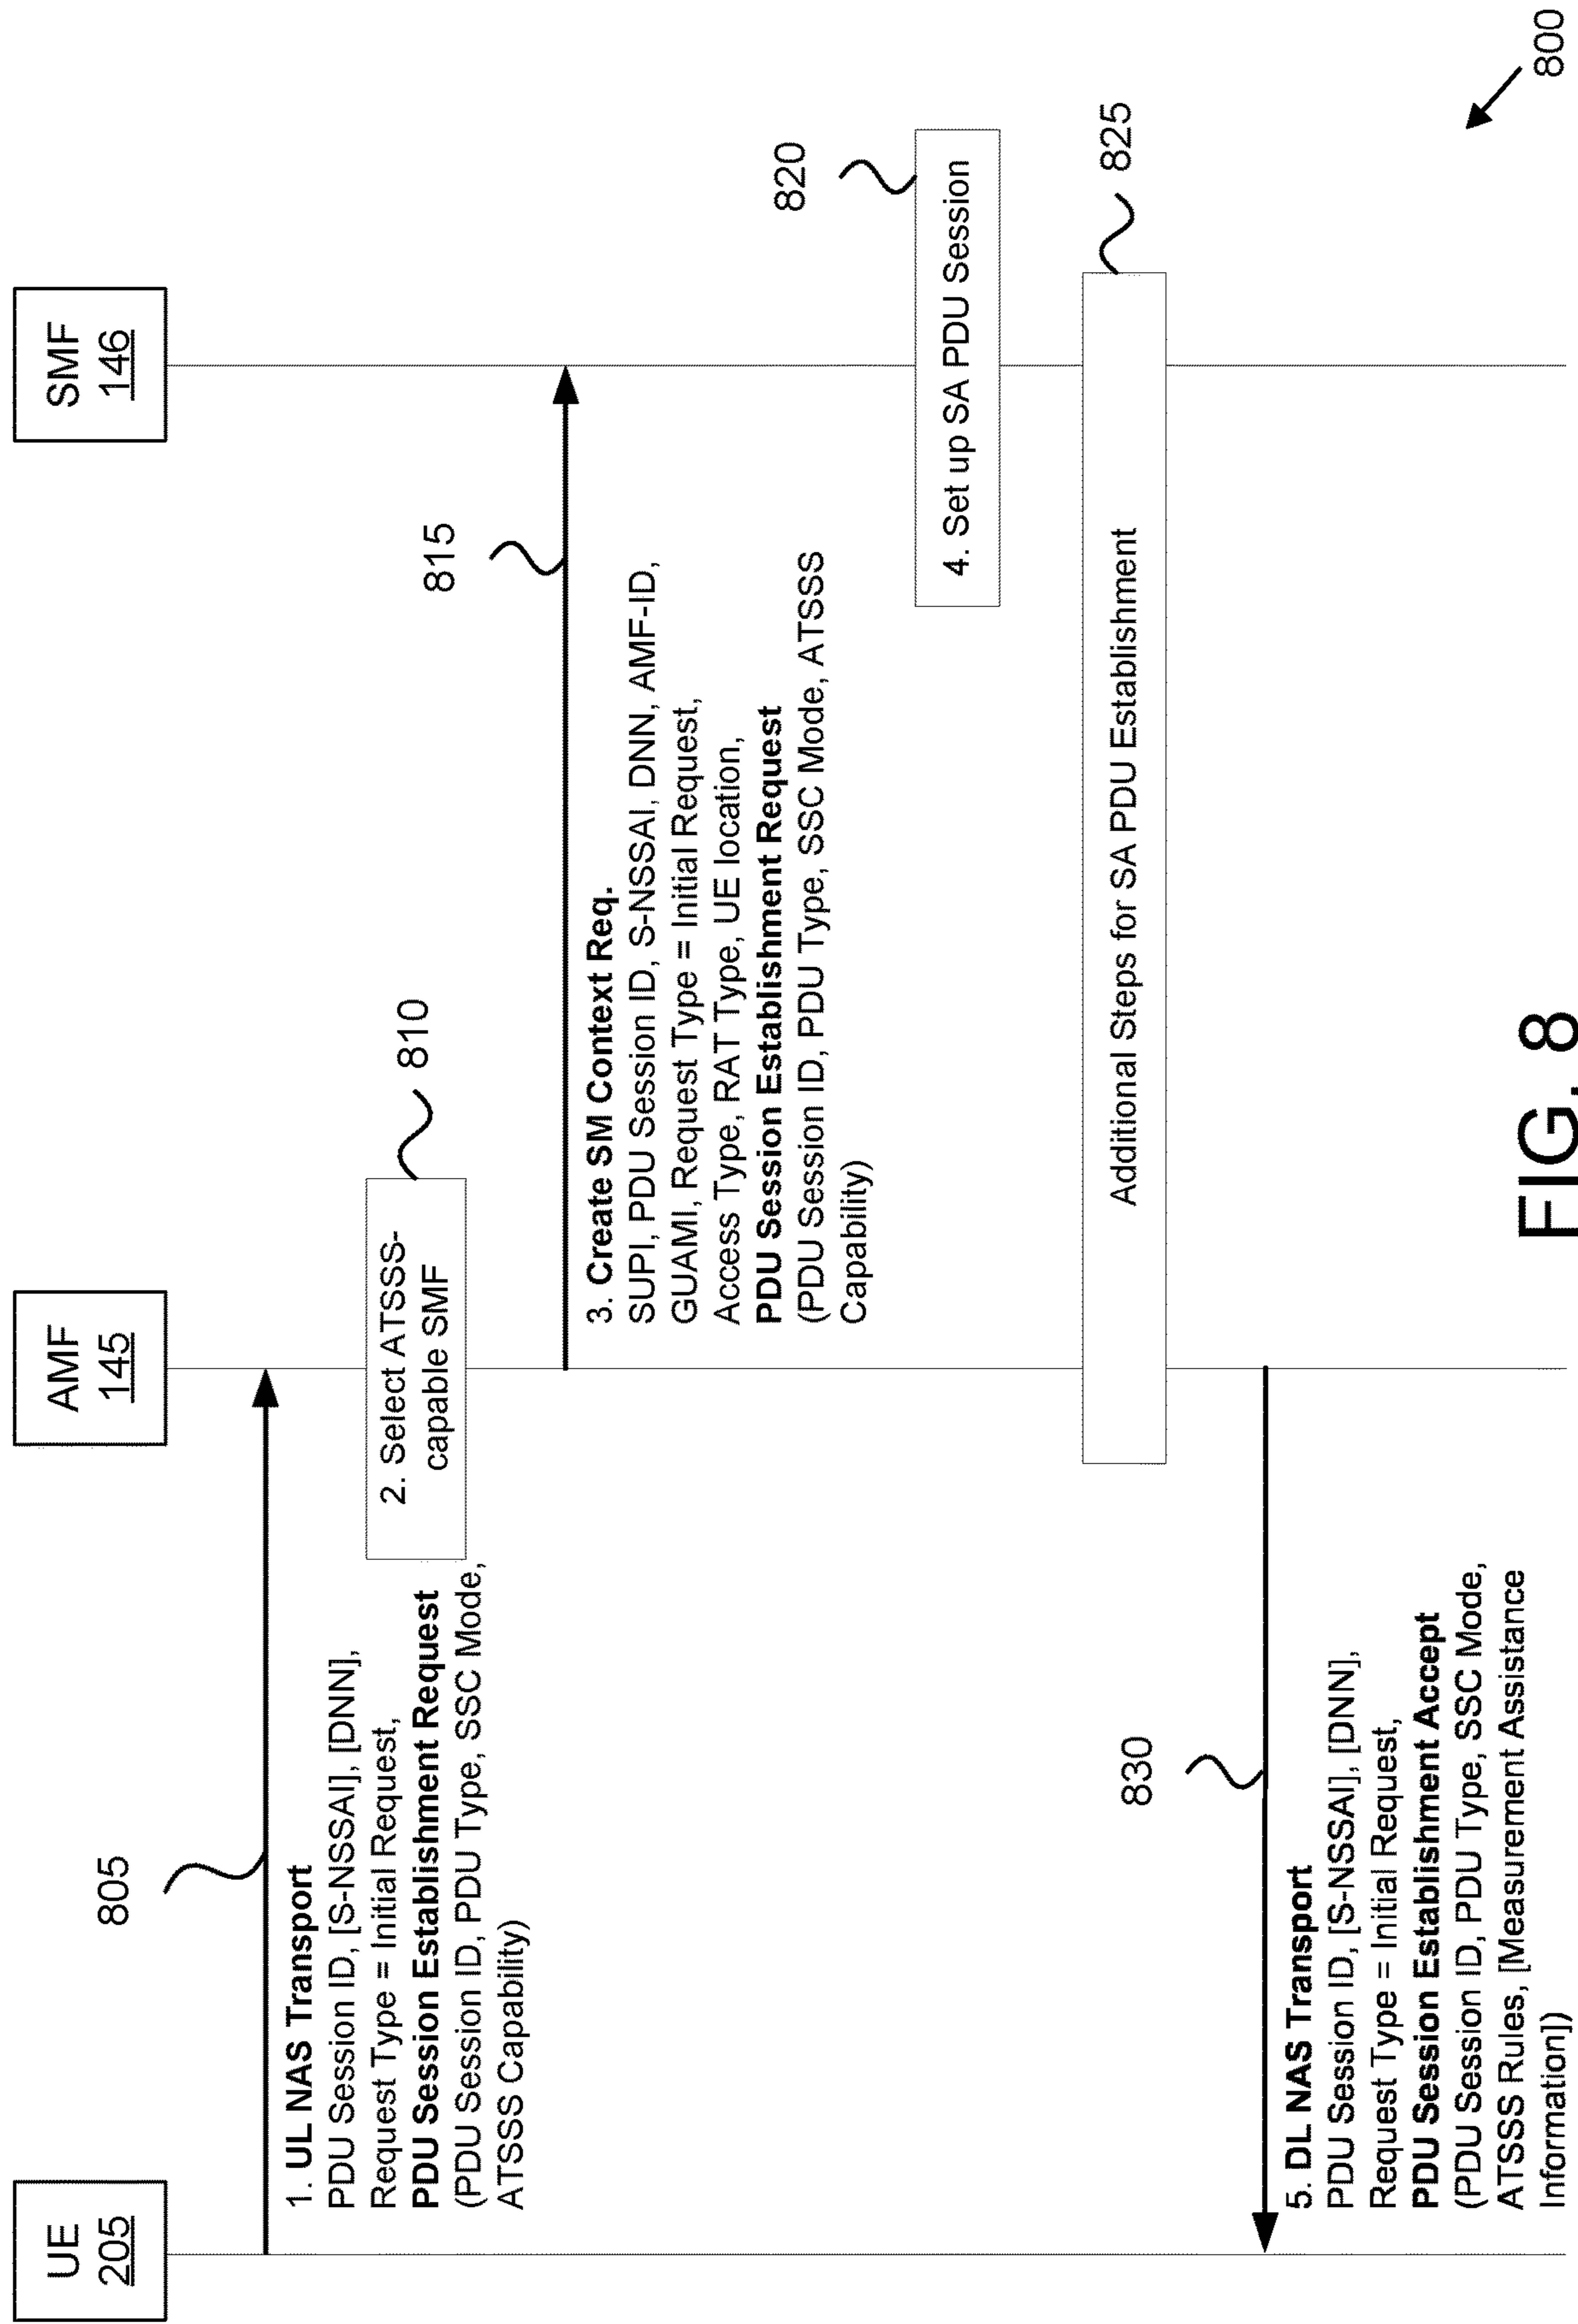 UE
205
AMF
145
SMF
146
805
1. UL NAS Transport
PDU Session ID, [S-NSSAI], [DNN],
Request Type = Initial Request,
PDU Session Establishment Request
(PDU Session ID, PDU Type, SSC Mode,
ATSSS Capability)
2. Select ATSSS-
capable SMF
810
815
3. Create SM Context Req.
SUPI, PDU Session ID, S-NSSAI, DNN, AMF-ID,
GUAMI, Request Type = Initial Request,
Access Type, RAT Type, UE location,
PDU Session Establishment Request
(PDU Session ID, PDU Type, SSC Mode, ATSSS
Capability)
820
4. Set up SA PDU Session
825
Additional Steps for SA PDU Establishment
830
5. DL NAS Transport
PDU Session ID, [S-NSSAI], [DNN],
Request Type = Initial Request,
PDU Session Establishment Accept
(PDU Session ID, PDU Type, SSC Mode,
ATSSS Rules, [Measurement Assistance
Information])
800
FIG. 8